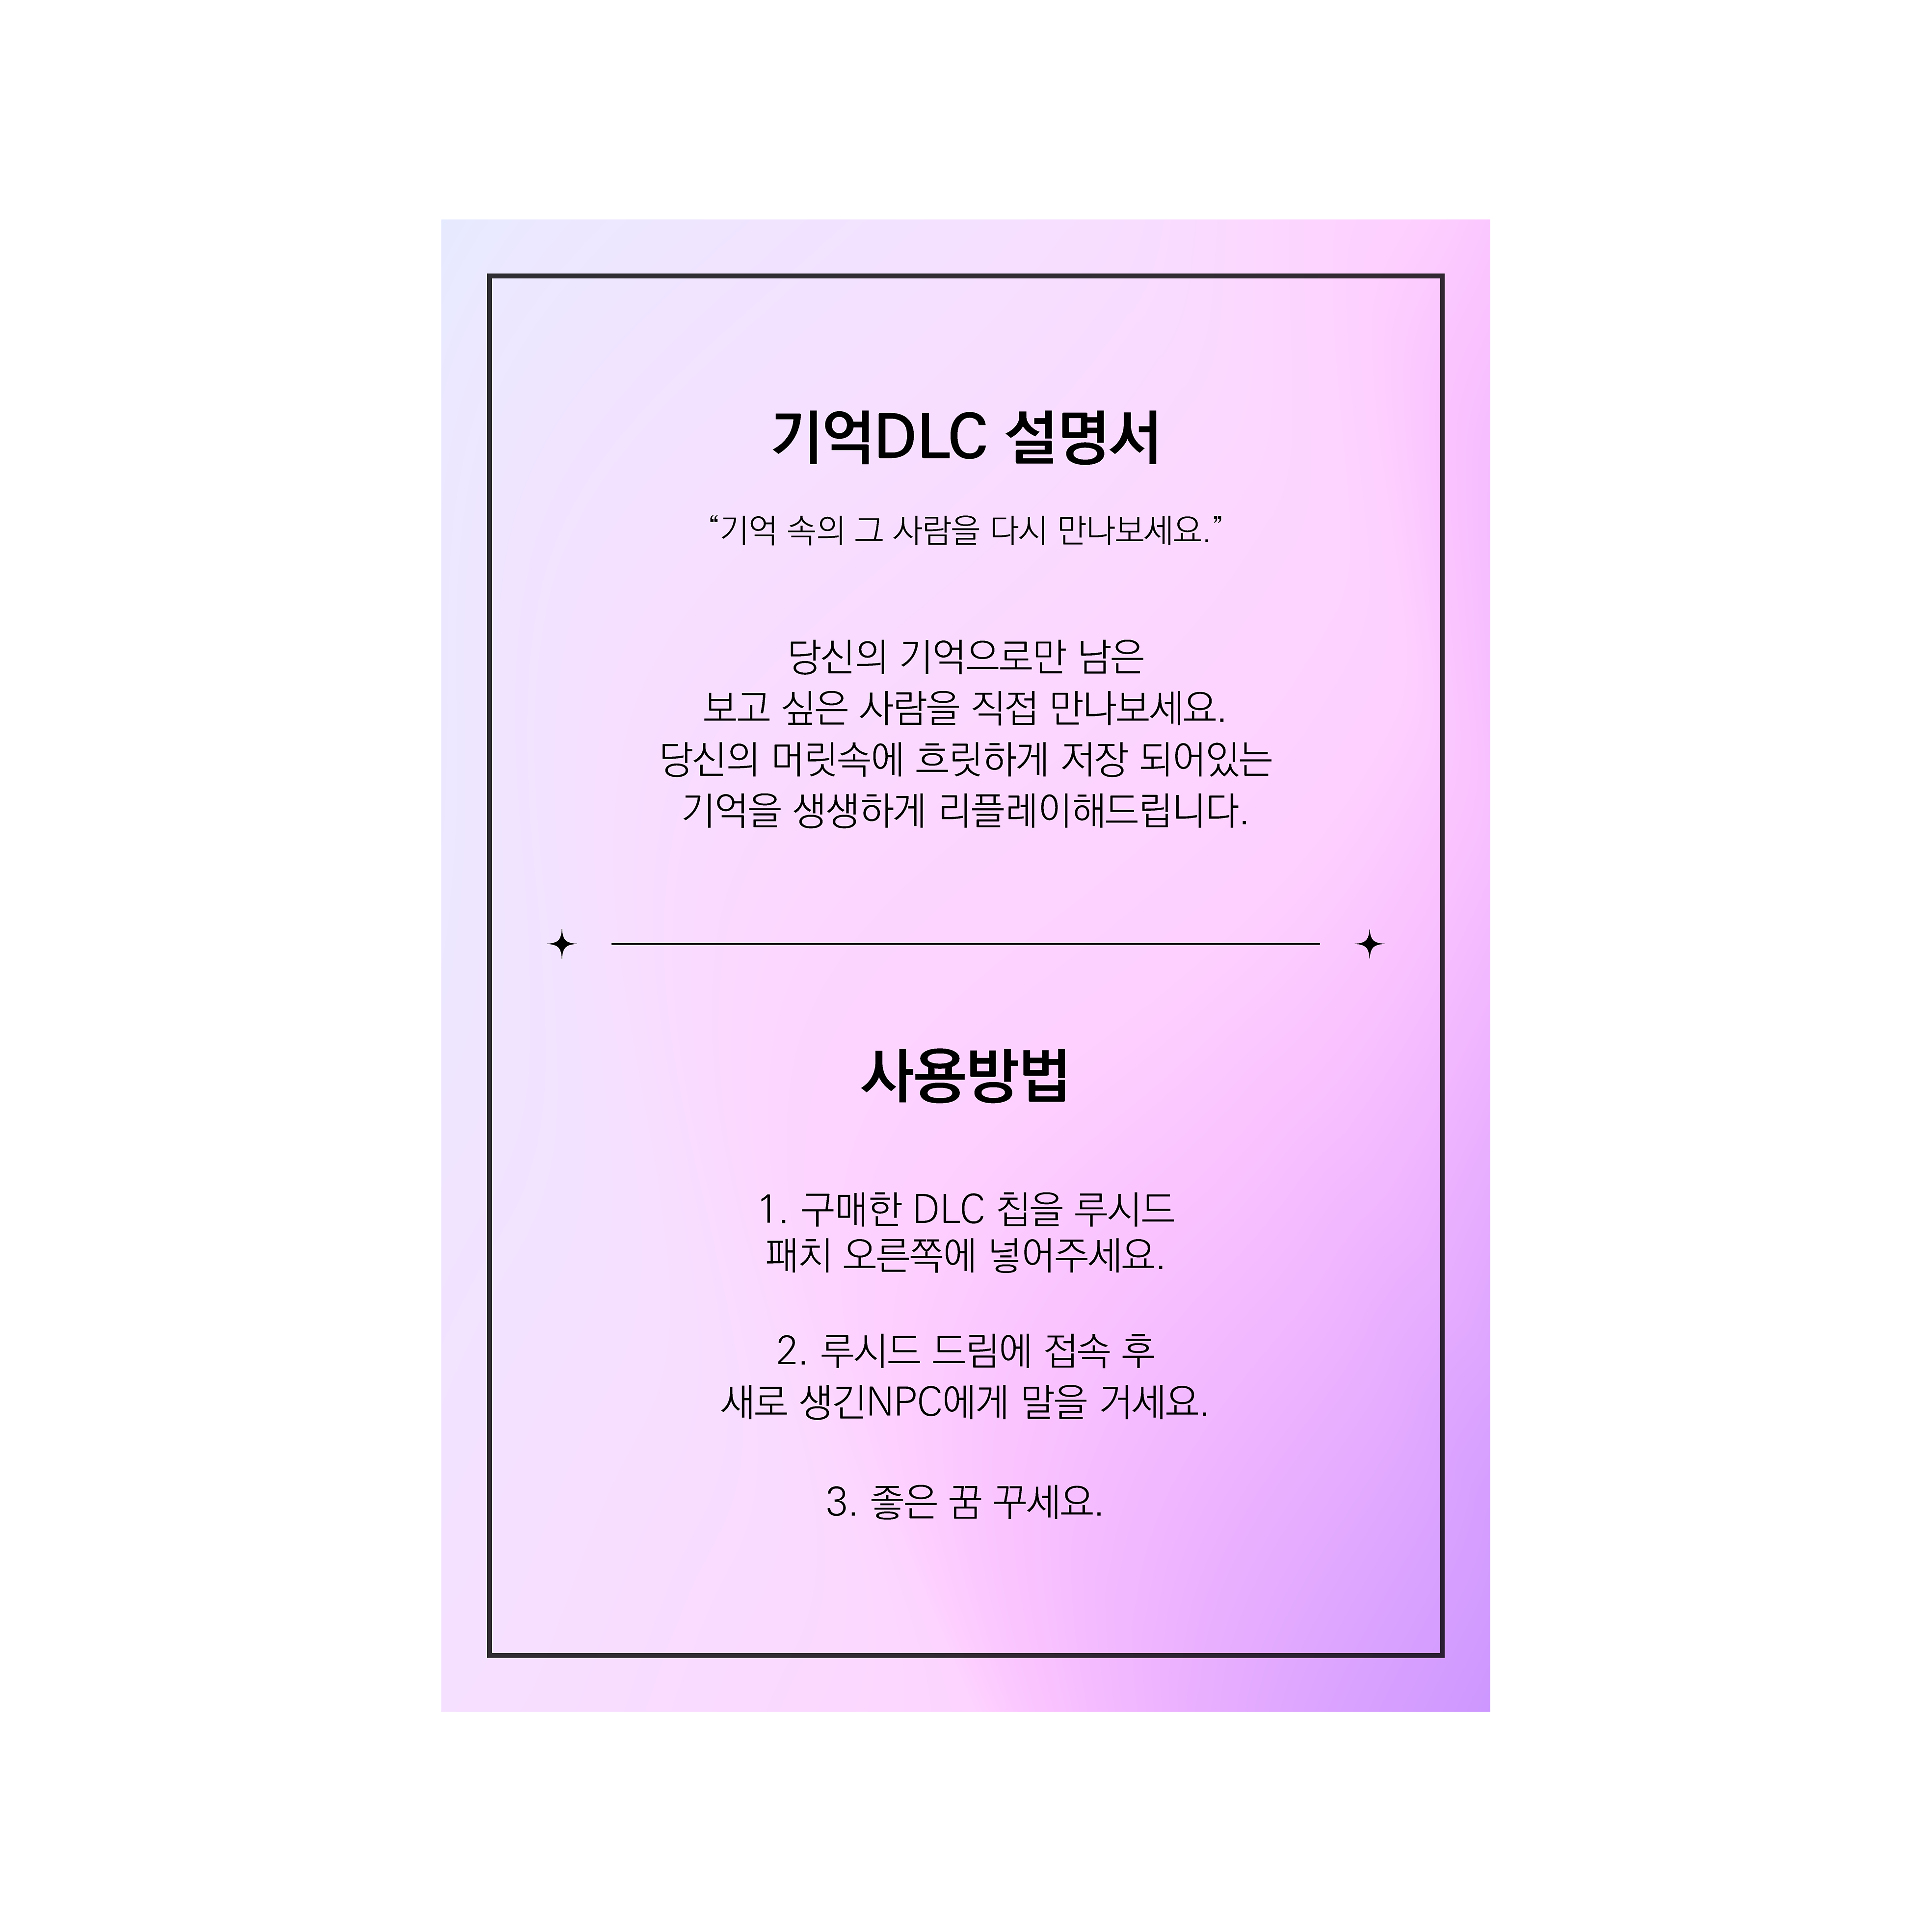 기억DLC 설명서
“기억 속의 그 사람을 다시 만나보세요.”
당신의 기억으로만 남은
보고 싶은 사람을 직접 만나보세요.
당신의 머릿속에 흐릿하게 저장 되어있는
기억을 생생하게 리플레이해드립니다.
사용방법
1. 구매한 DLC 칩을 루시드
패치 오른쪽에 넣어주세요.
2. 루시드 드림에 접속 후
새로 생긴NPC에게 말을 거세요.
3. 좋은 꿈 꾸세요.